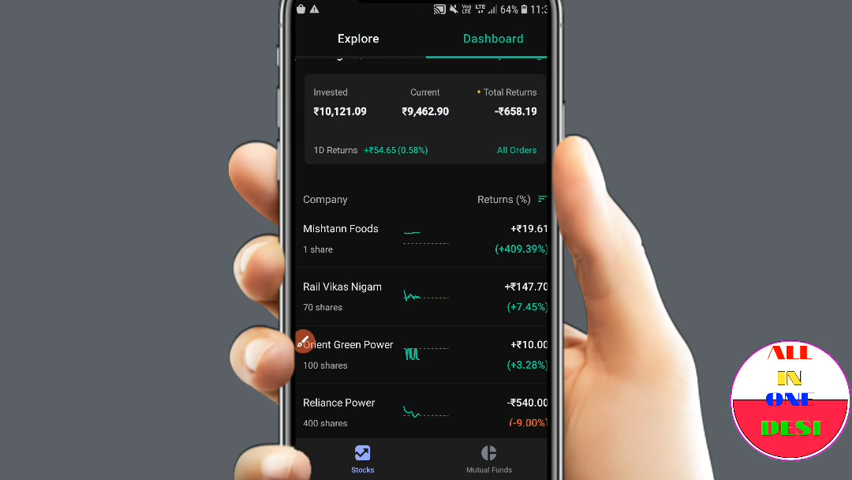 64% 11:3
Explore Dashboard
Invested Current Total Returns
₹10,121.09 ₹9,462.90 -₹658.19
1D Returns +₹54.65 (0.58%) All Orders
Company Returns (%)
Mishtann Foods +₹19.61
1 share (+409.39%)
Rail Vikas Nigam +₹147.70
70 shares (+7.45%)
Orient Green Power +₹10.00
100 shares (+3.28%)
Reliance Power -₹540.00
400 shares (-9.00%)
Stocks Mutual Funds
ALL
IN
ONE
DESI